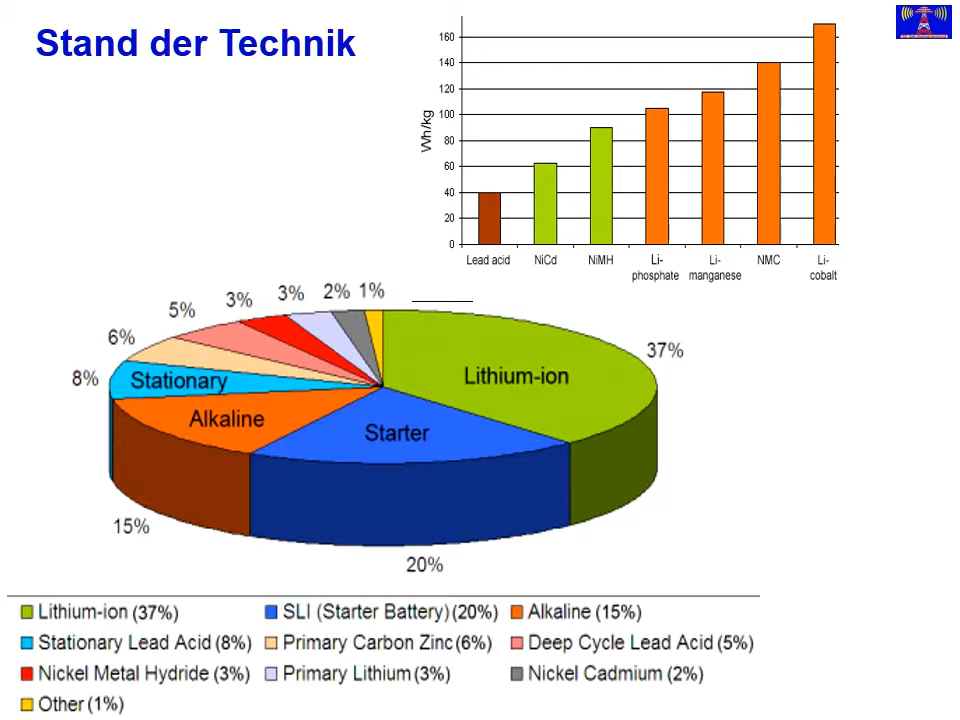 Stand der Technik
Wh/kg
160
140
120
100
80
60
40
20
0
Lead acid
NiCd
NiMH
Li-
phosphate
Li-
manganese
NMC
Li-
cobalt
37%
20%
15%
8%
6%
5%
3%
3%
2%
1%
Lithium-ion
Starter
Alkaline
Stationary
Lithium-ion (37%)
SLI (Starter Battery) (20%)
Alkaline (15%)
Stationary Lead Acid (8%)
Primary Carbon Zinc (6%)
Deep Cycle Lead Acid (5%)
Nickel Metal Hydride (3%)
Primary Lithium (3%)
Nickel Cadmium (2%)
Other (1%)